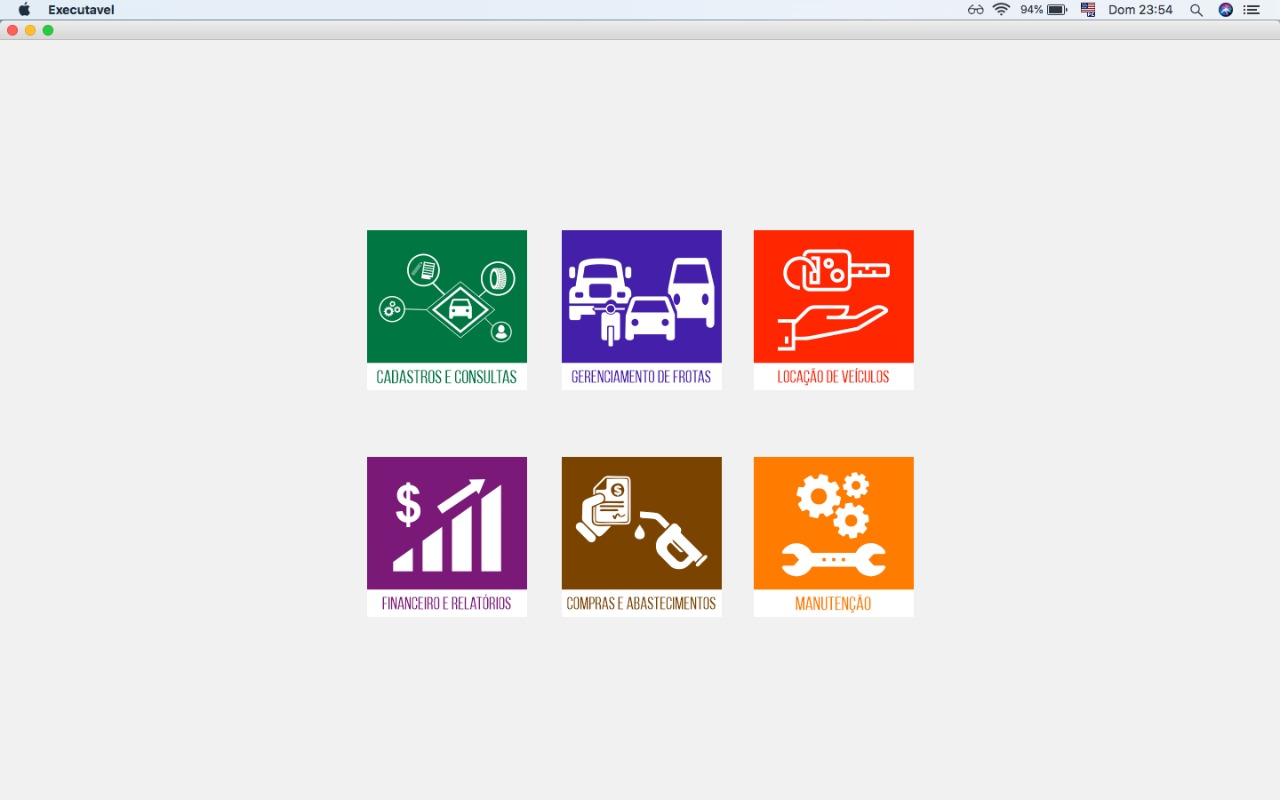 Executavel
94%
Dom 23:54
CADASTROS E CONSULTAS
GERENCIAMENTO DE FROTAS
LOCAÇÃO DE VEÍCULOS
$
FINANCEIRO E RELATÓRIOS
$
COMPRAS E ABASTECIMENTOS
MANUTENÇÃO